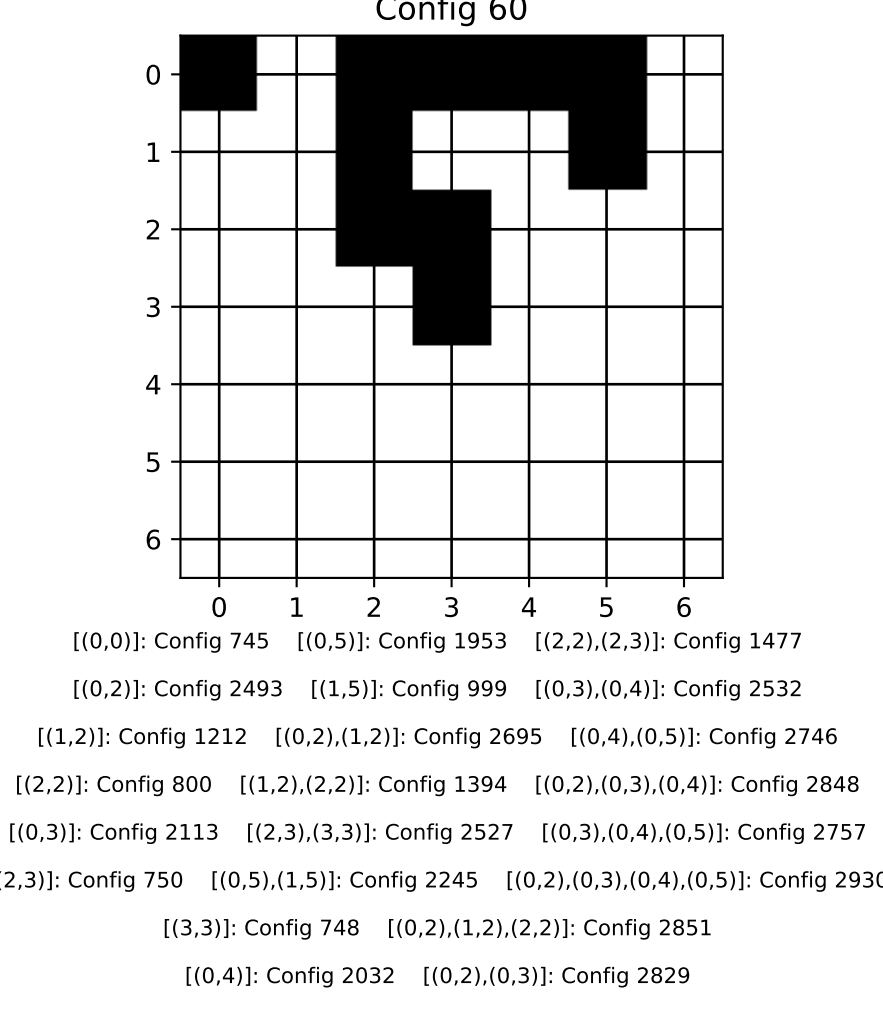 Config 60
0
1
2
3
4
5
6
0 1 2 3 4 5 6
[(0,0)]: Config 745 [(0,5)]: Config 1953 [(2,2),(2,3)]: Config 1477
[(0,2)]: Config 2493 [(1,5)]: Config 999 [(0,3),(0,4)]: Config 2532
[(1,2)]: Config 1212 [(0,2),(1,2)]: Config 2695 [(0,4),(0,5)]: Config 2746
[(2,2)]: Config 800 [(1,2),(2,2)]: Config 1394 [(0,2),(0,3),(0,4)]: Config 2848
[(0,3)]: Config 2113 [(2,3),(3,3)]: Config 2527 [(0,3),(0,4),(0,5)]: Config 2757
(2,3)]: Config 750 [(0,5),(1,5)]: Config 2245 [(0,2),(0,3),(0,4),(0,5)]: Config 2930
[(3,3)]: Config 748 [(0,2),(1,2),(2,2)]: Config 2851
[(0,4)]: Config 2032 [(0,2),(0,3)]: Config 2829